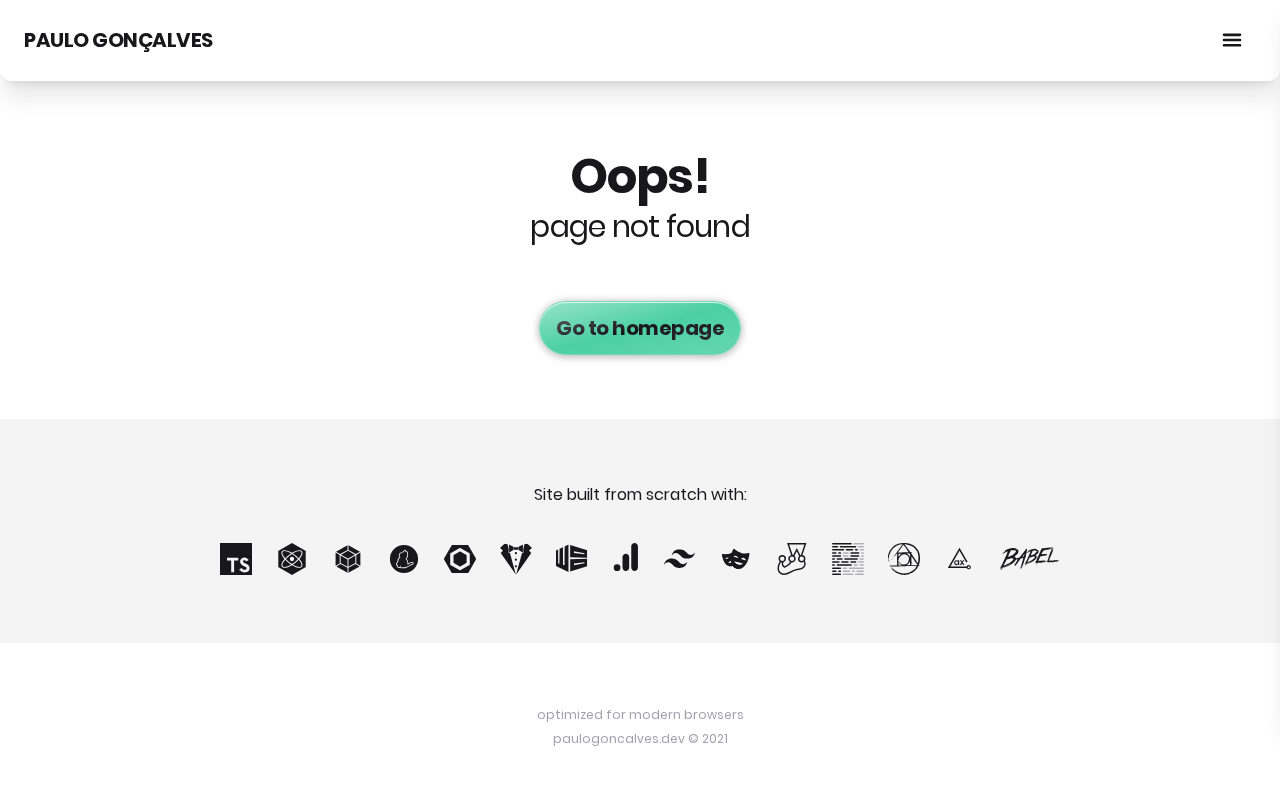 PAULO GONÇALVES
Oops!
page not found
Go to homepage
Site built from scratch with:
TS
ax
BABEL
optimized for modern browsers
paulogoncalves.dev © 2021